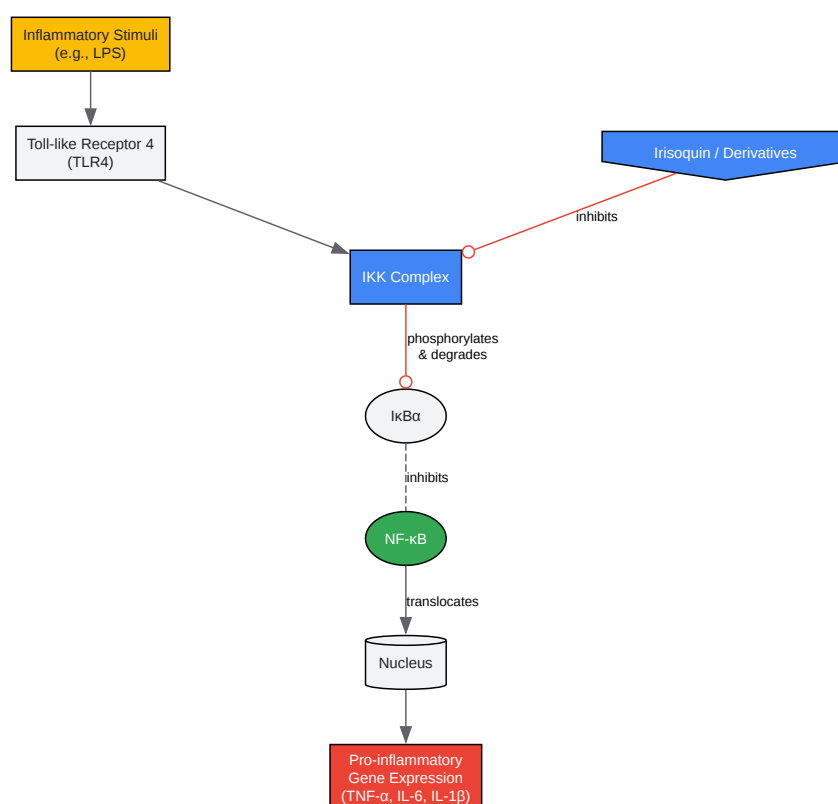 Inflammatory Stimuli
(e.g., LPS)
Toll-like Receptor 4
(TLR4)
Irisoquin / Derivatives
inhibits
IKK Complex
phosphorylates
& degrades
IκBα
inhibits
NF-κB
translocates
Nucleus
Pro-inflammatory
Gene Expression
(TNF-α, IL-6, IL-1β)